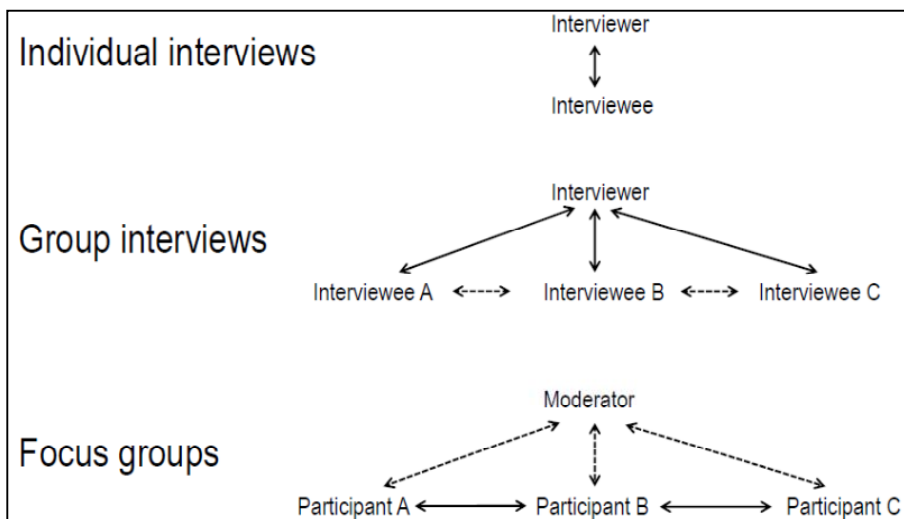 Interviewer
Individual interviews
Interviewee
Interviewer
Group interviews
Interviewee A Interviewee B Interviewee C
Moderator
Focus groups
Participant A Participant B Participant C